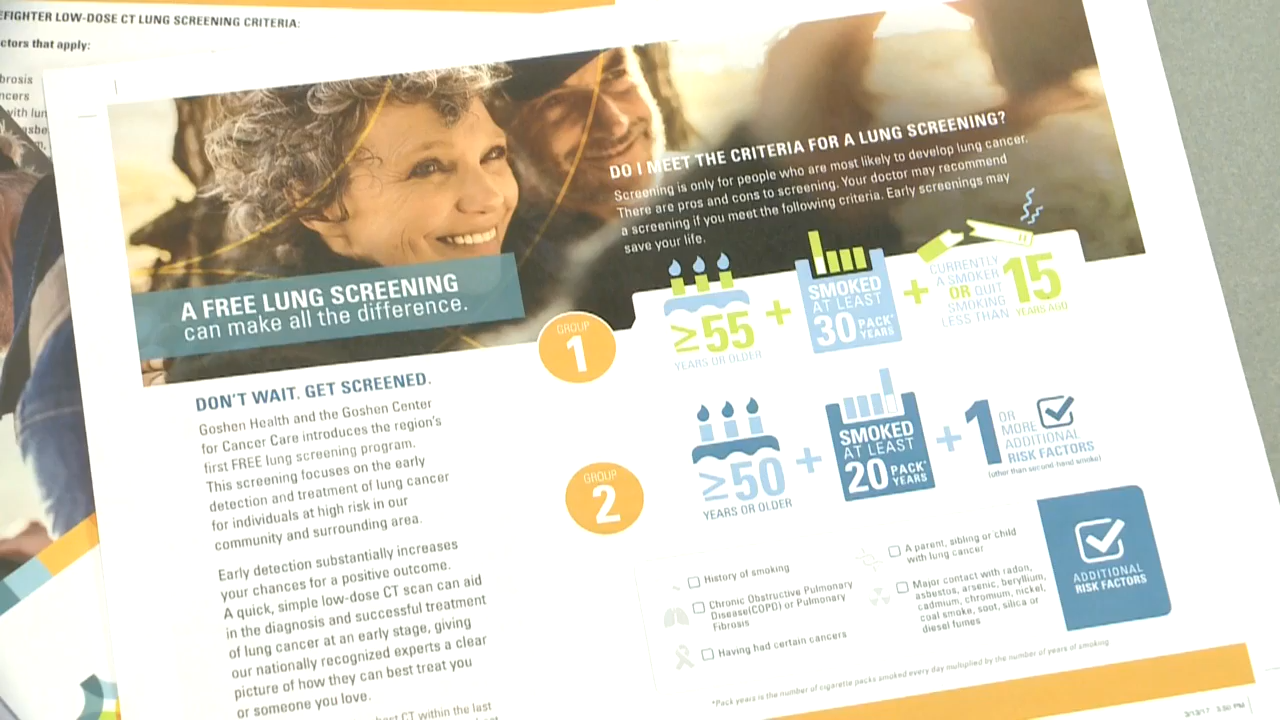 EFIGHTER LOW-DOSE CT LUNG SCREENING CRITERIA:
ctors that apply:
brosis
ncers
with lun
asbe
DO I MEET THE CRITERIA FOR A LUNG SCREENING?
Screening is only for people who are most likely to develop lung cancer.
There are pros and cons to screening. Your doctor may recommend
a screening if you meet the following criteria. Early screenings may
save your life.
A FREE LUNG SCREENING
can make all the difference.
DON'T WAIT. GET SCREENED.
Goshen Health and the Goshen Center
for Cancer Care introduces the region's
first FREE lung screening program.
This screening focuses on the early
detection and treatment of lung cancer
for individuals at high risk in our
community and surrounding area.
Early detection substantially increases
your chances for a positive outcome.
A quick, simple low-dose CT scan can aid
in the diagnosis and successful treatment
of lung cancer at an early stage, giving
our nationally recognized experts a clear
picture of how they can best treat you
or someone you love.
CT within the last
GROUP
1
≥55
YEARS OR OLDER
+
SMOKED
AT LEAST
30 PACK*
YEARS
+
CURRENTLY
A SMOKER
OR QUIT
SMOKING
LESS THAN
15
YEARS AGO
GROUP
2
≥50
YEARS OR OLDER
+
SMOKED
AT LEAST
20 PACK*
YEARS
+
1 OR
MORE
ADDITIONAL
RISK FACTORS
(other than second-hand smoke)
History of smoking
Chronic Obstructive Pulmonary
Disease(COPD) or Pulmonary
Fibrosis
Having had certain cancers
A parent, sibling or child
with lung cancer
Major contact with radon,
asbestos, arsenic, beryllium,
cadmium, chromium, nickel,
coal smoke, soot, silica or
diesel fumes
ADDITIONAL
RISK FACTORS
*Pack years is the number of cigarette packs smoked every day multiplied by the number of years of smoking
3/13/17 3:50 PM